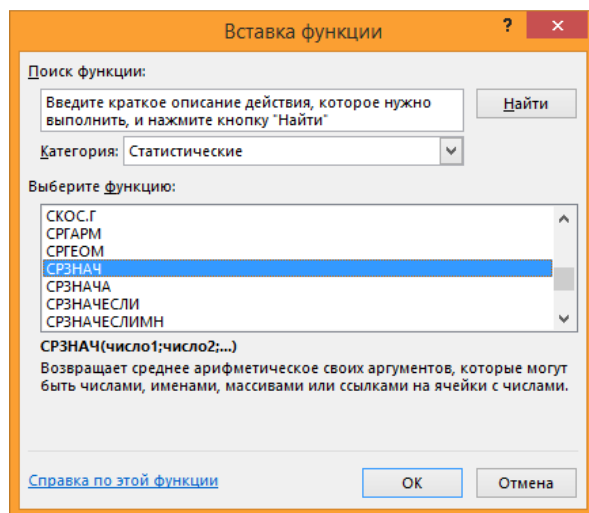 Вставка функции
?
×
Поиск функции:
Введите краткое описание действия, которое нужно
выполнить, и нажмите кнопку "Найти"
Найти
Категория: Статистические
Выберите функцию:
СКОС.Г
СРГАРМ
СРГЕОМ
СРЗНАЧ
СРЗНАЧА
СРЗНАЧЕСЛИ
СРЗНАЧЕСЛИМН
СРЗНАЧ(число1;число2;...)
Возвращает среднее арифметическое своих аргументов, которые могут
быть числами, именами, массивами или ссылками на ячейки с числами.
Справка по этой функции
ОК
Отмена